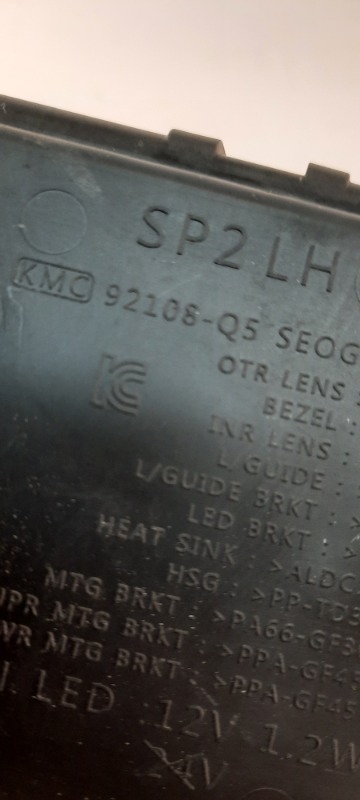 SP2 LH
KMC 92108-Q5 SEOG
KC
OTR LENS :
BEZEL :
INR LENS :
L/GUIDE :
L/GUIDE BRKT : >
LED BRKT : >
HEAT SINK : >ALDC
HSG : >PP-TD3
MTG BRKT : >PA66-GF3
PR MTG BRKT : >PPA-GF45
WR MTG BRKT : >PPA-GF45
LED : 12V 1.2W
24V